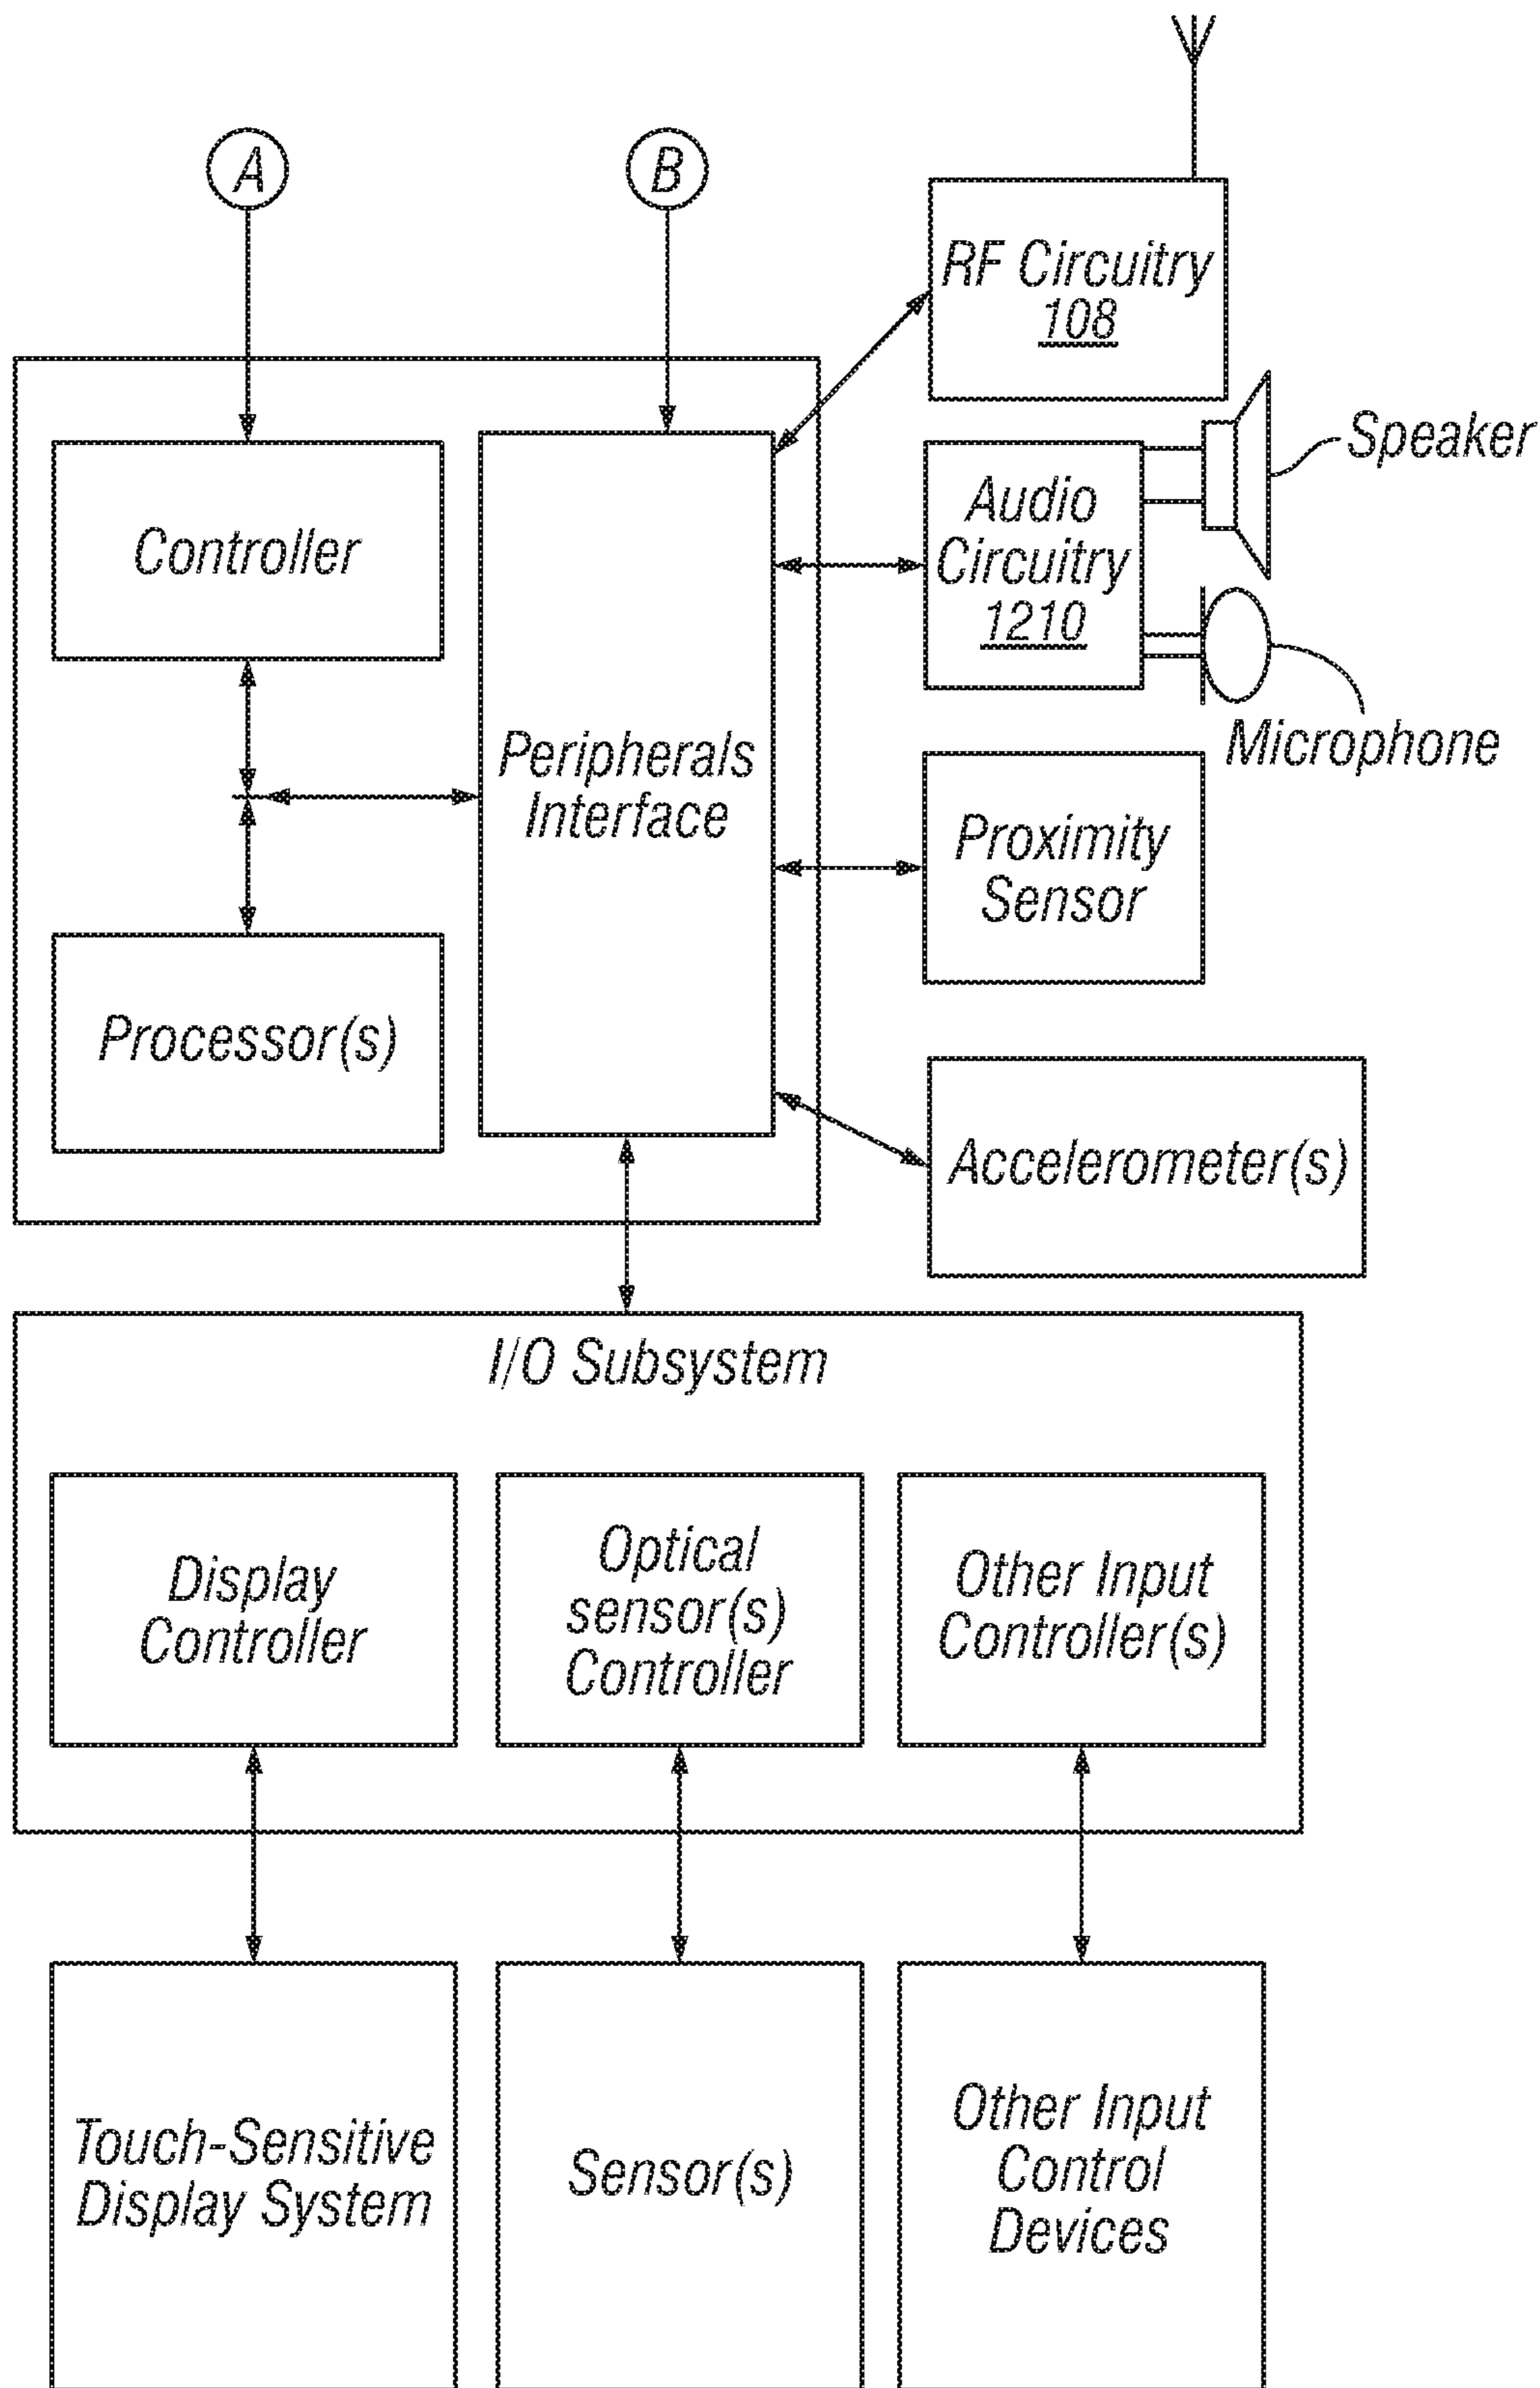 A
B
RF Circuitry
108
Speaker
Controller
Audio
Circuitry
1210
Microphone
Peripherals
Interface
Proximity
Sensor
Processor(s)
Accelerometer(s)
I/O Subsystem
Display
Controller
Optical
sensor(s)
Controller
Other Input
Controller(s)
Touch-Sensitive
Display System
Sensor(s)
Other Input
Control
Devices